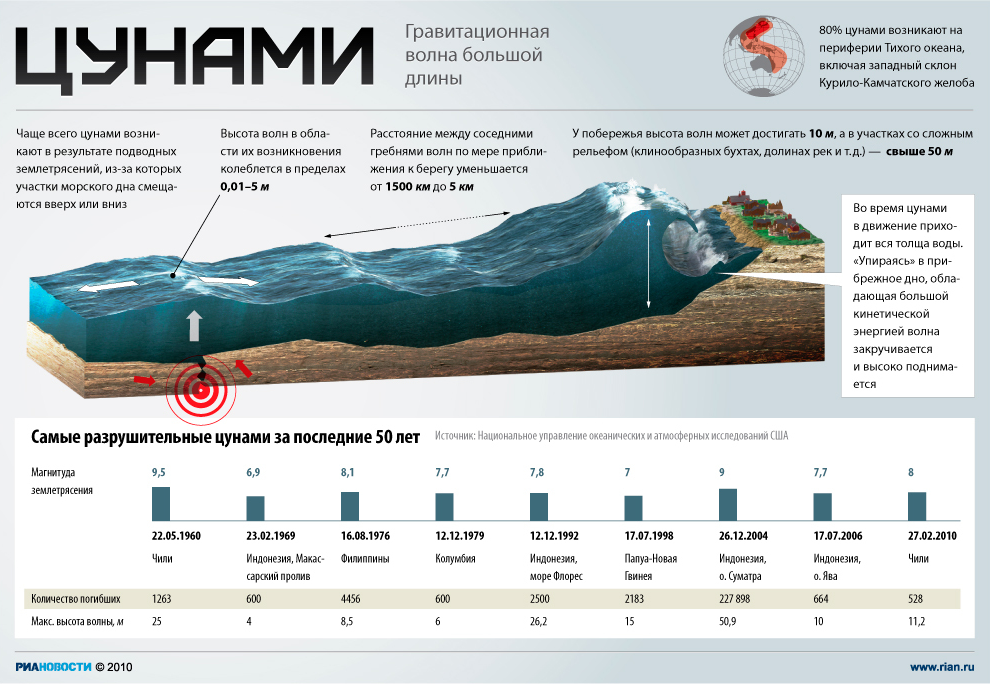 ЦУНАМИ
Гравитационная
волна большой
длины
80% цунами возникают на
периферии Тихого океана,
включая западный склон
Курило-Камчатского желоба
Чаще всего цунами возни-
кают в результате подводных
землетрясений, из-за которых
участки морского дна смеща-
ются вверх или вниз
Высота волн в обла-
сти их возникновения
колеблется в пределах
0,01–5 м
Расстояние между соседними
гребнями волн по мере прибли-
жения к берегу уменьшается
от 1500 км до 5 км
У побережья высота волн может достигать 10 м, а в участках со сложным
рельефом (клинообразных бухтах, долинах рек и т.д.) — свыше 50 м
Во время цунами
в движение прихо-
дит вся толща воды.
«Упираясь» в при-
брежное дно, обла-
дающая большой
кинетической
энергией волна
закручивается
и высоко поднима-
ется
Самые разрушительные цунами за последние 50 лет Источник: Национальное управление океанических и атмосферных исследований США
Магнитуда
землетрясения
9,5 6,9 8,1 7,7 7,8 7 9 7,7 8
22.05.1960 23.02.1969 16.08.1976 12.12.1979 12.12.1992 17.07.1998 26.12.2004 17.07.2006 27.02.2010
Чили Индонезия, Макас- Филиппины Колумбия Индонезия, Папуа-Новая Индонезия, Индонезия, Чили
сарский пролив море Флорес Гвинея о. Суматра о. Ява
Количество погибших 1263 600 4456 600 2500 2183 227 898 664 528
Макс. высота волны, м 25 4 8,5 6 26,2 15 50,9 10 11,2
РИАНОВОСТИ © 2010 www.rian.ru